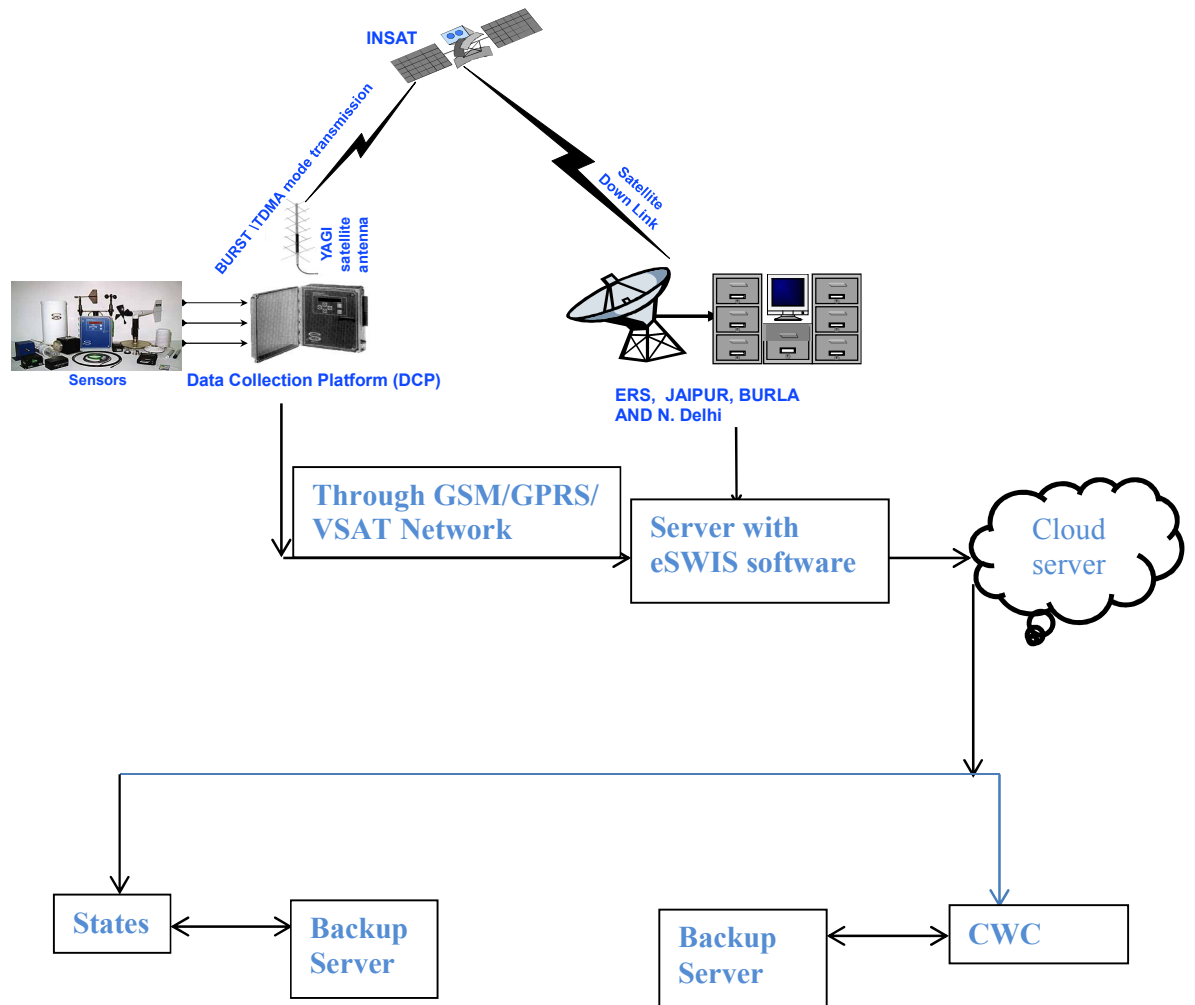 INSAT
BURST \TDMA mode transmission
YAGI
satellite
antenna
Satellite
Down Link
Sensors
Data Collection Platform (DCP)
ERS, JAIPUR, BURLA
AND N. Delhi
Through GSM/GPRS/
VSAT Network
Server with
eSWIS software
Cloud
server
States
Backup
Server
Backup
Server
CWC